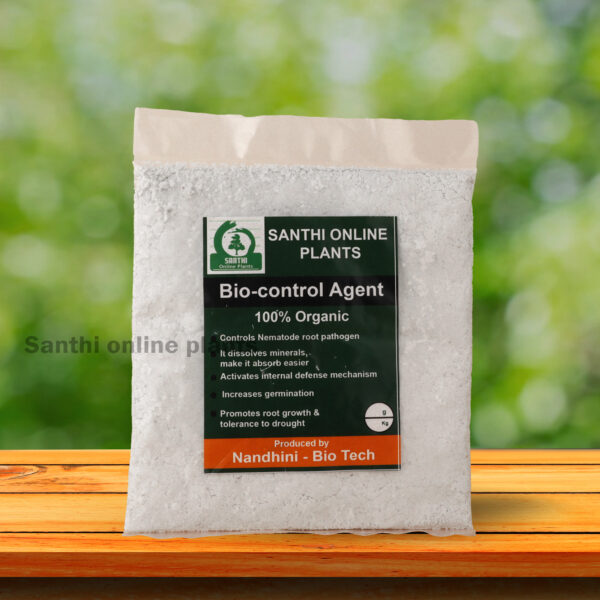 SANTHI
Online Plants
SANTHI ONLINE
PLANTS
Bio-control Agent
100% Organic
Controls Nematode root pathogen
It dissolves minerals,
make it absorb easier
Activates internal defense mechanism
Increases germination
Promotes root growth &
tolerance to drought
g
Kg
Produced by
Nandhini - Bio Tech
Santhi online plants